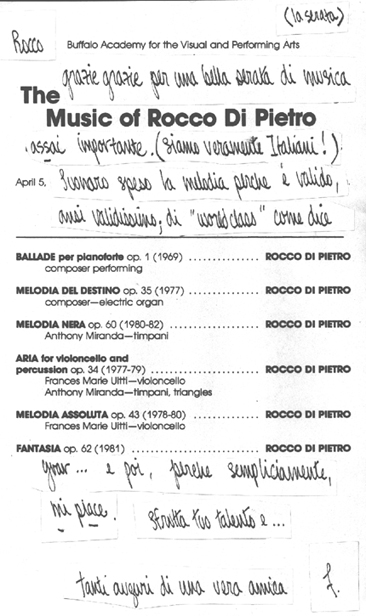 (la serata)
Rocco
Buffalo Academy for the Visual and Performing Arts
grazie grazie per una bella serata di musica
The
Music of Rocco Di Pietro
assai importante. (Siamo veramente Italiani!)
April 5, Suonaro speso la melodia perche è valido,
ansi validissimo, di "world class" come dice
BALLADE per pianoforte op. 1 (1969) ............... ROCCO DI PIETRO
composer performing
MELODIA DEL DESTINO op. 35 (1977) ............... ROCCO DI PIETRO
composer—electric organ
MELODIA NERA op. 60 (1980-82) ............... ROCCO DI PIETRO
Anthony Miranda—timpani
ARIA for violoncello and
percussion op. 34 (1977-79) ............... ROCCO DI PIETRO
Frances Marie Uitti—violoncello
Anthony Miranda—timpani, triangles
MELODIA ASSOLUTA op. 43 (1978-80) ............... ROCCO DI PIETRO
Frances Marie Uitti—violoncello
FANTASIA op. 62 (1981) ............... ROCCO DI PIETRO
... e poi, perche sempliciamente,
mi piace. sfrutta tuo talento e ...
tanti auguri di una vera amica